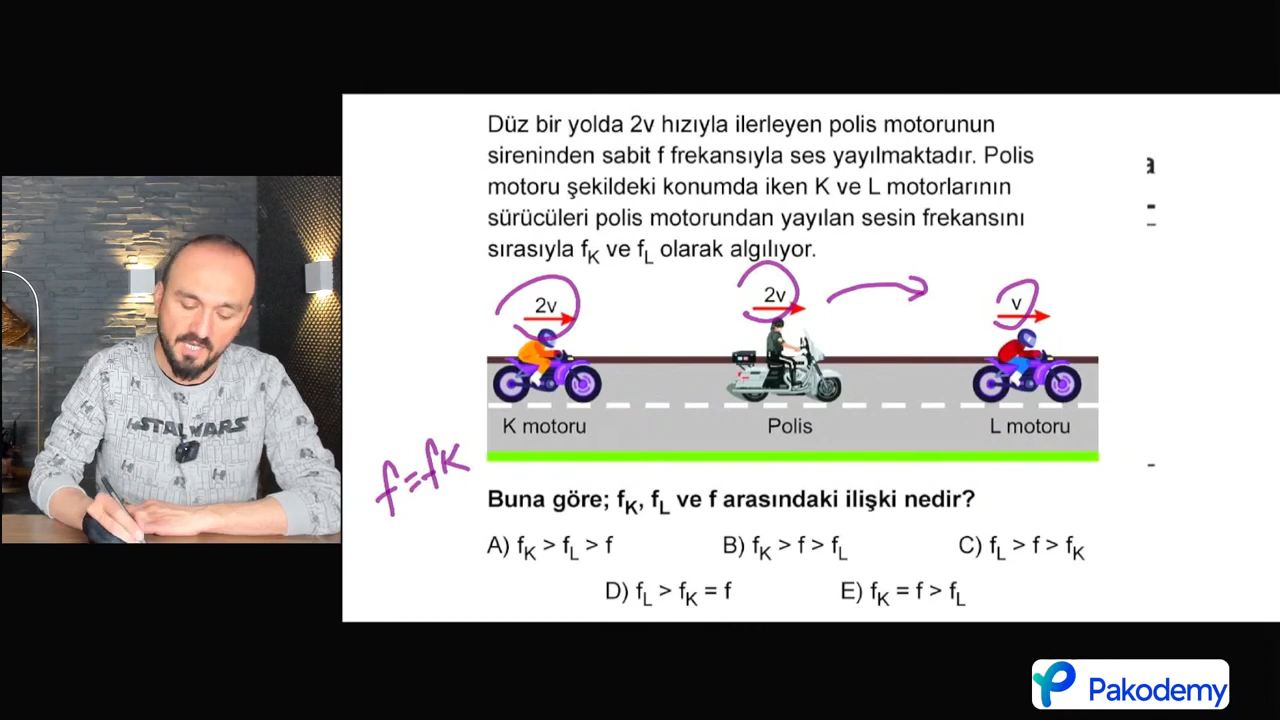 Düz bir yolda 2v hızıyla ilerleyen polis motorunun
sireninden sabit f frekansıyla ses yayılmaktadır. Polis
motoru şekildeki konumda iken K ve L motorlarının
sürücüleri polis motorundan yayılan sesin frekansını
sırasıyla fK ve fL olarak algılıyor.
a
2v
2v
v
STAR WARS
K motoru
Polis
L motoru
f=fK
Buna göre; fK, fL ve f arasındaki ilişki nedir?
A) fK > fL > f B) fK > f > fL C) fL > f > fK
D) fL > fK = f E) fK = f > fL
Pakodemy